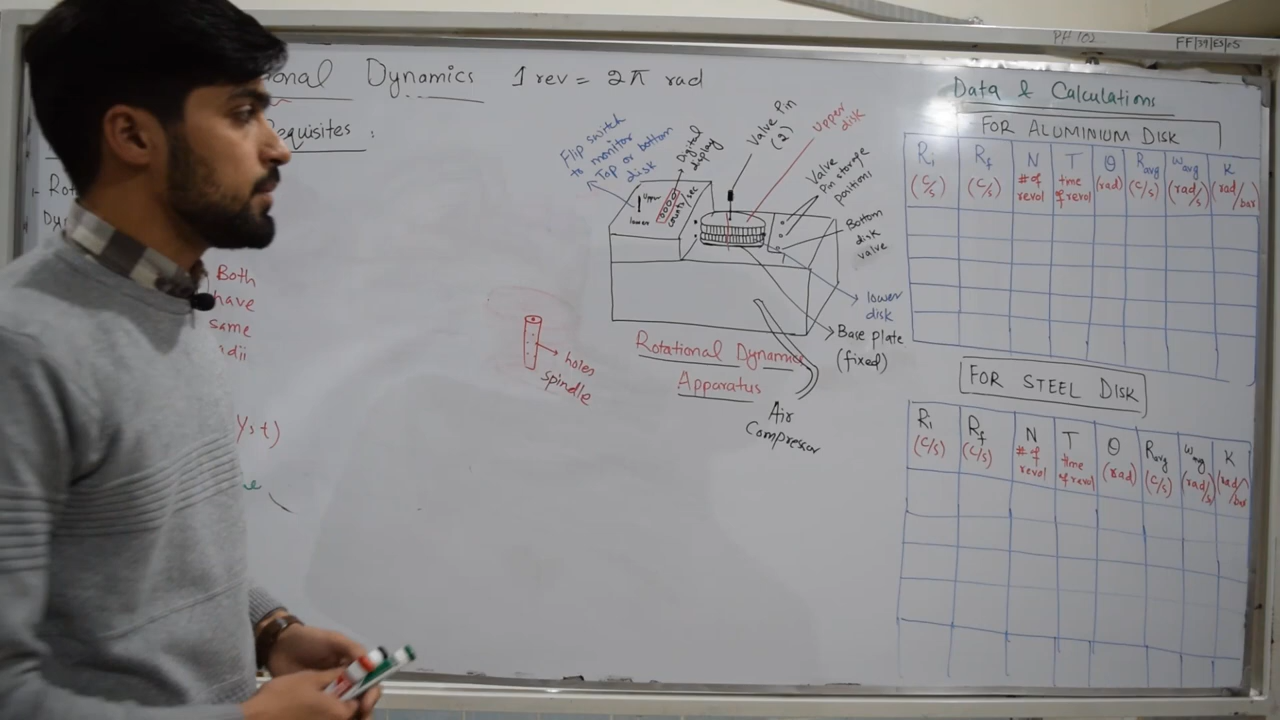 PH 102
FF/39/ES/05
onal Dynamics 1 rev = 2π rad
equisites :
Rot
Dy
Both
have
same
adii
yst)
Flip switch
to monitor
Top or bottom
disk
Digital
display
Valve Pin
(2)
Upper
disk
Valve
Pin storage
positions
Bottom
disk
valve
upper
lower
0000
counts/sec
lower
disk
Base plate
(fixed)
holes
spindle
Rotational Dynamics
Apparatus
Air
Compressor
Data & Calculations
FOR ALUMINIUM DISK
Ri (c/s) Rf (c/s) N # of revol T time of revol θ (rad) Ravg (c/s) ωavg (rad/s) K (rad/bar)
FOR STEEL DISK
Ri (c/s) Rf (c/s) N # of revol T time of revol θ (rad) Ravg (c/s) ωavg (rad/s) K (rad/bar)